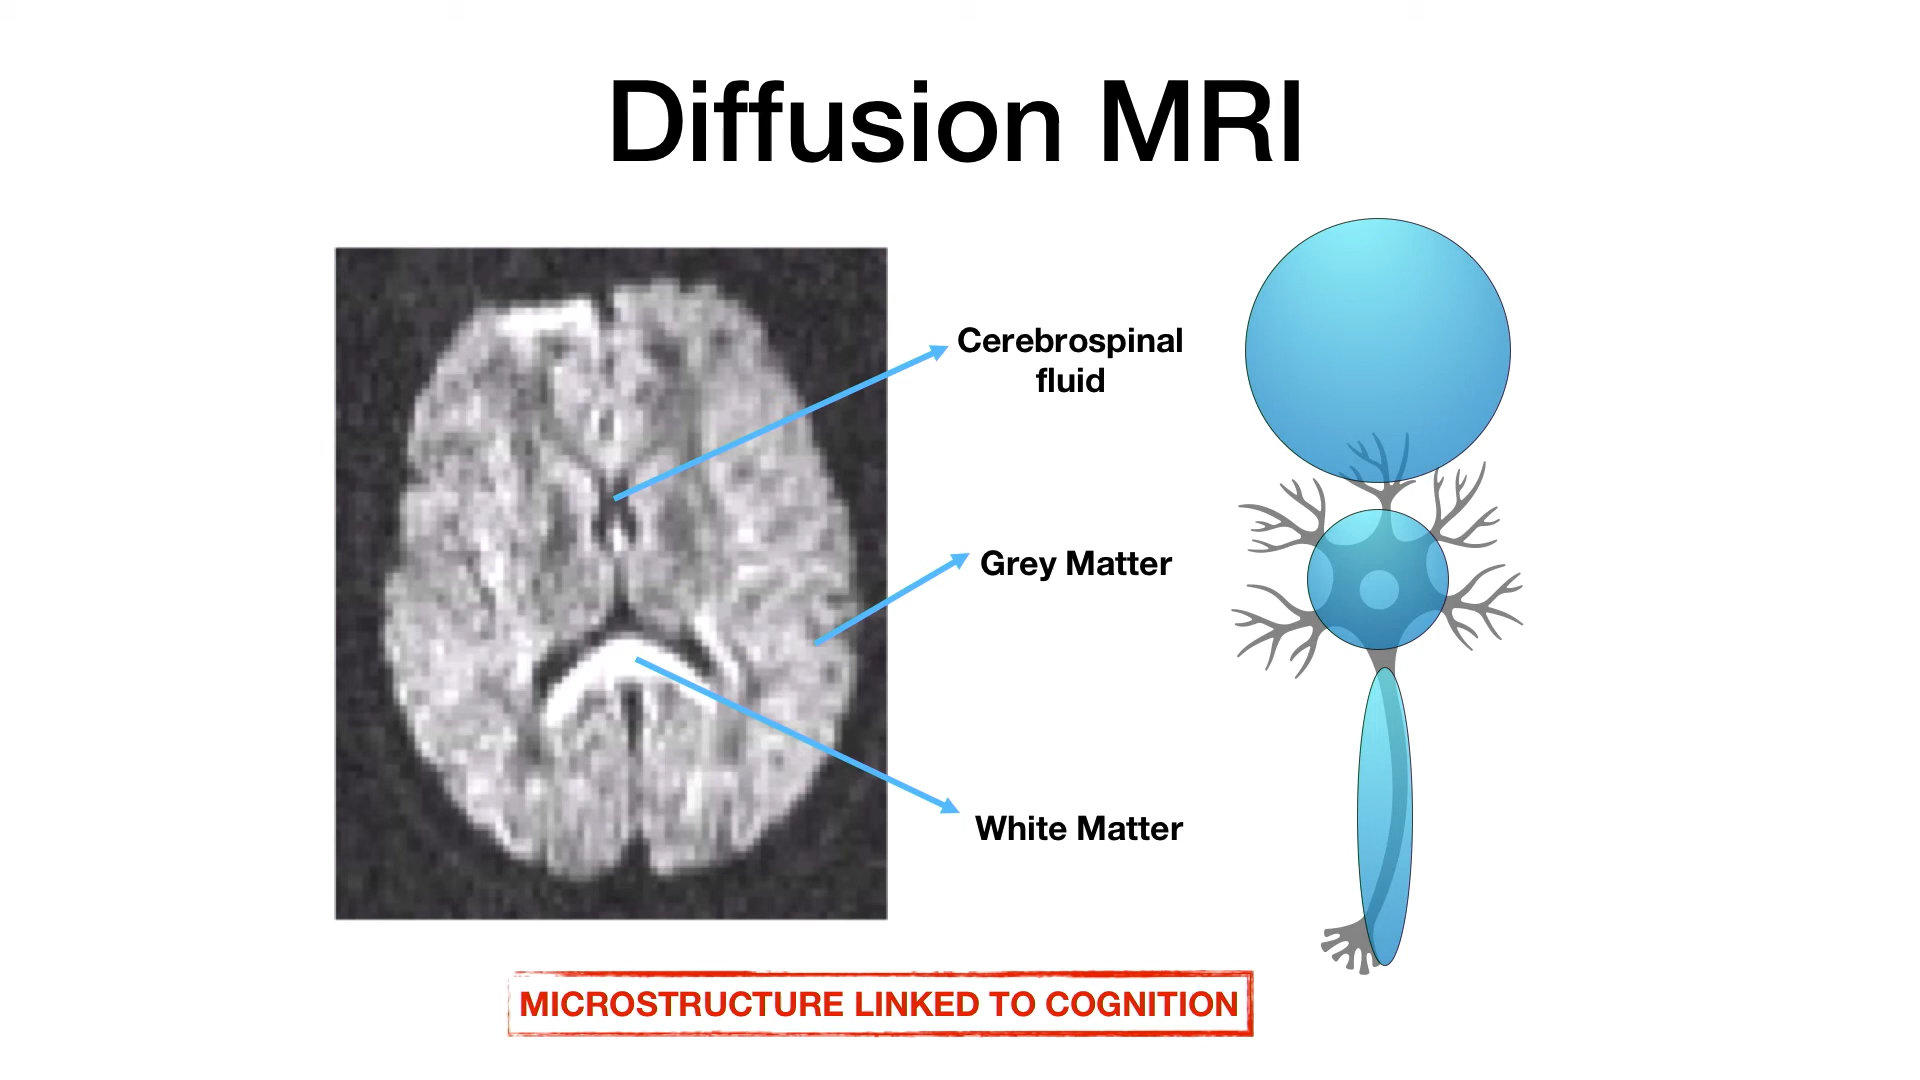 Diffusion MRI
Cerebrospinal
fluid
Grey Matter
White Matter
MICROSTRUCTURE LINKED TO COGNITION